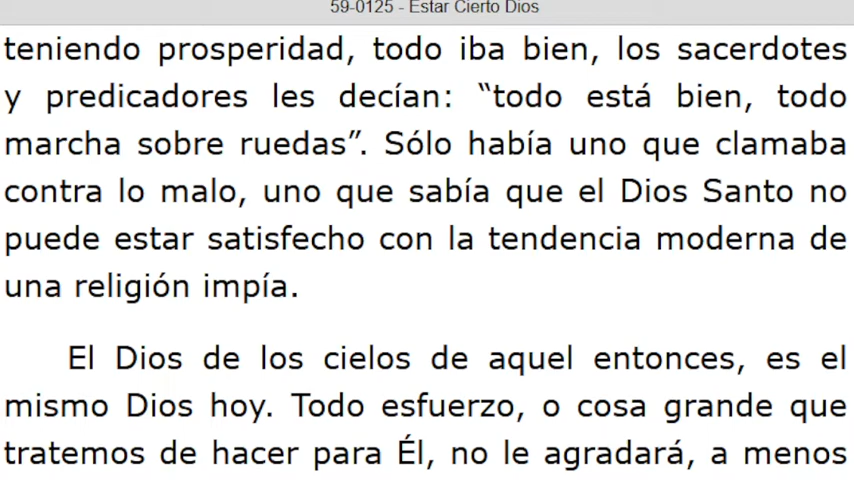 59-0125 - Estar Cierto Dios
teniendo prosperidad, todo iba bien, los sacerdotes
y predicadores les decían: “todo está bien, todo
marcha sobre ruedas”. Sólo había uno que clamaba
contra lo malo, uno que sabía que el Dios Santo no
puede estar satisfecho con la tendencia moderna de
una religión impía.
El Dios de los cielos de aquel entonces, es el
mismo Dios hoy. Todo esfuerzo, o cosa grande que
tratemos de hacer para Él, no le agradará, a menos